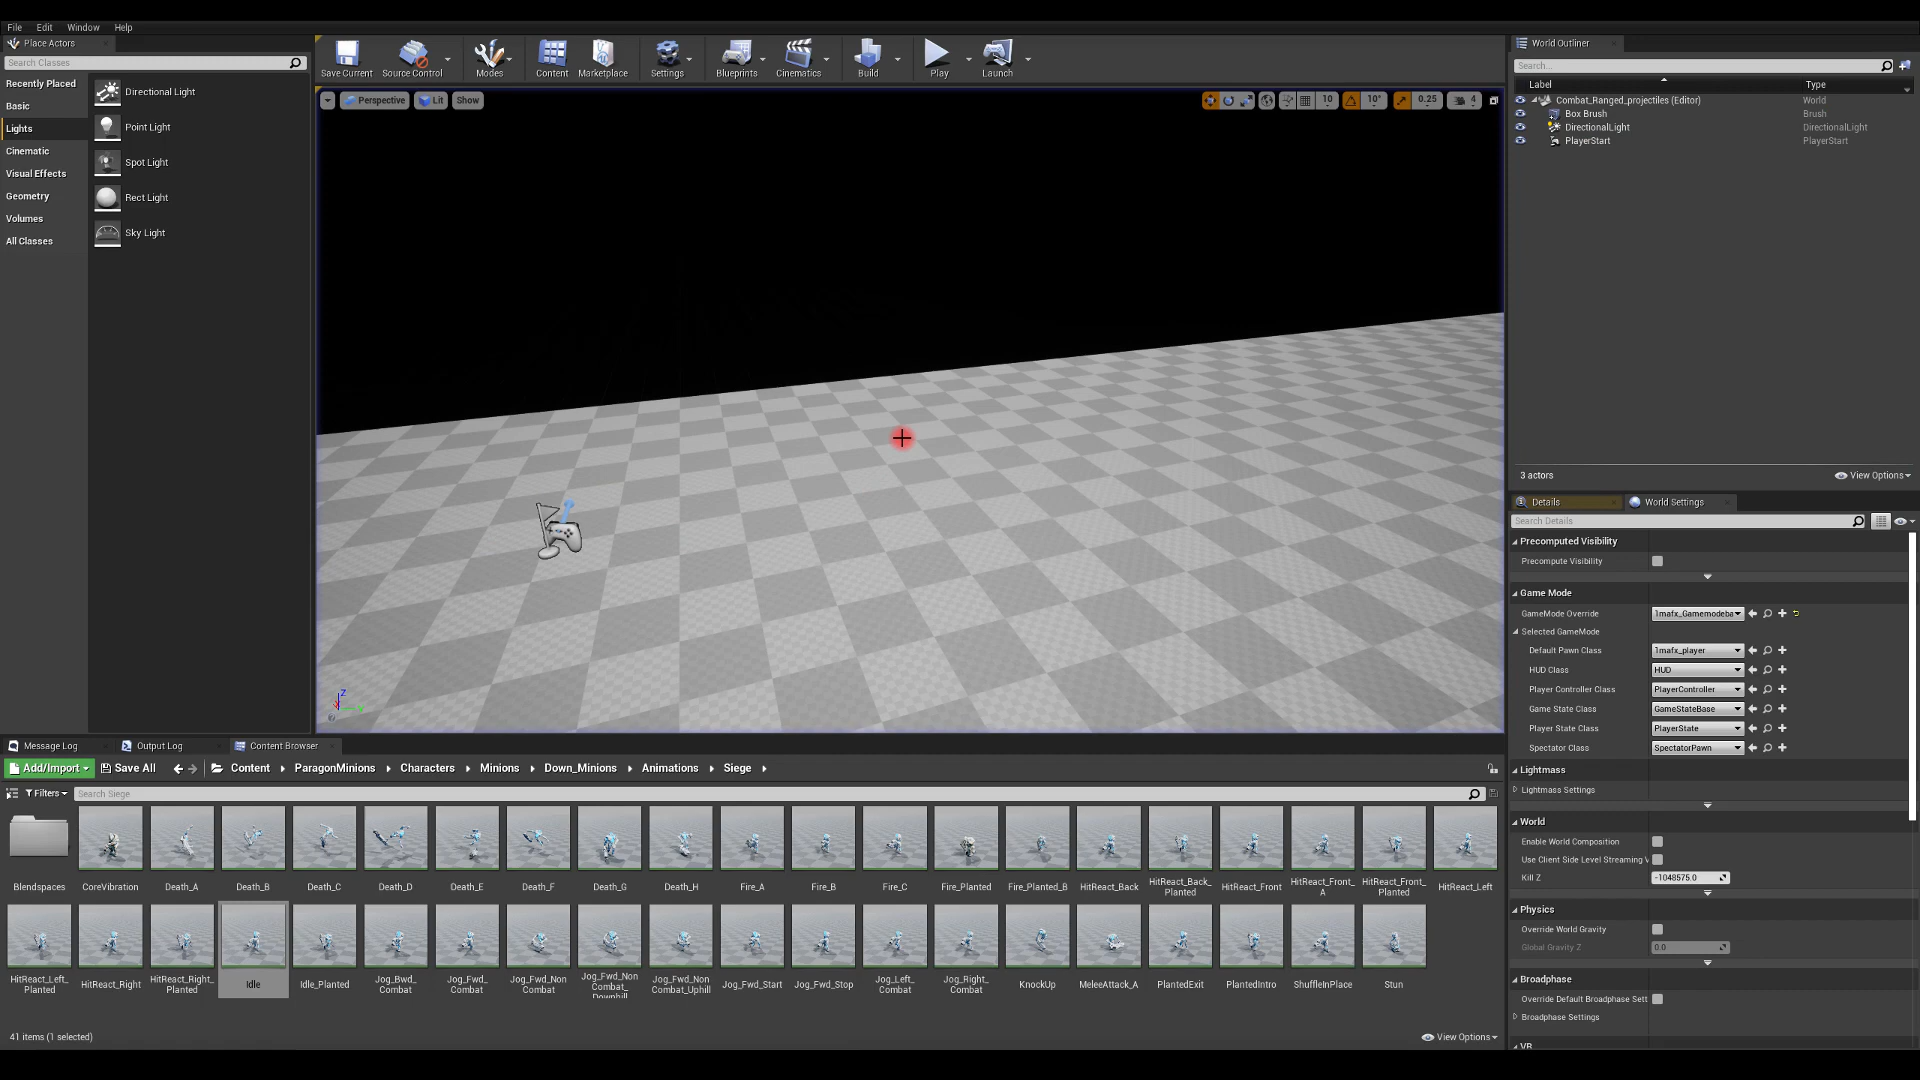 File Edit Window Help
Place Actors
Search Classes
Recently Placed
Basic
Lights
Cinematic
Visual Effects
Geometry
Volumes
All Classes
Directional Light
Point Light
Spot Light
Rect Light
Sky Light
Save Current Source Control Modes Content Marketplace Settings Blueprints Cinematics Build Play Launch
Perspective Lit Show
10 10° 0.25 4
World Outliner
Search...
Label Type
Combat_Ranged_projectiles (Editor) World
Box Brush Brush
DirectionalLight DirectionalLight
PlayerStart PlayerStart
3 actors View Options
Details World Settings
Search Details
Precomputed Visibility
Precompute Visibility
Game Mode
GameMode Override 1mafx_Gamemodeba
Selected GameMode
Default Pawn Class 1mafx_player
HUD Class HUD
Player Controller Class PlayerController
Game State Class GameStateBase
Player State Class PlayerState
Spectator Class SpectatorPawn
Lightmass
Lightmass Settings
World
Enable World Composition
Use Client Side Level Streaming V
Kill Z -1048575.0
Physics
Override World Gravity
Global Gravity Z 0.0
Broadphase
Override Default Broadphase Sett
Broadphase Settings
VR
Z
Message Log Output Log Content Browser
Add/Import Save All Content ParagonMinions Characters Minions Down_Minions Animations Siege
Filters Search Siege
Blendspaces CoreVibration Death_A Death_B Death_C Death_D Death_E Death_F Death_G Death_H Fire_A Fire_B Fire_C Fire_Planted Fire_Planted_B HitReact_Back HitReact_Back_ HitReact_Front HitReact_Front_ HitReact_Front_ HitReact_Left
Planted A Planted
HitReact_Left_ HitReact_Right HitReact_Right_ Idle Idle_Planted Jog_Bwd_ Jog_Fwd_ Jog_Fwd_Non Jog_Fwd_Non Jog_Fwd_Non Jog_Fwd_Start Jog_Fwd_Stop Jog_Left_ Jog_Right_ KnockUp MeleeAttack_A PlantedExit PlantedIntro ShuffleInPlace Stun
Planted Planted Combat Combat Combat Combat_ Combat_Uphill Combat Combat
Downhill
41 items (1 selected) View Options